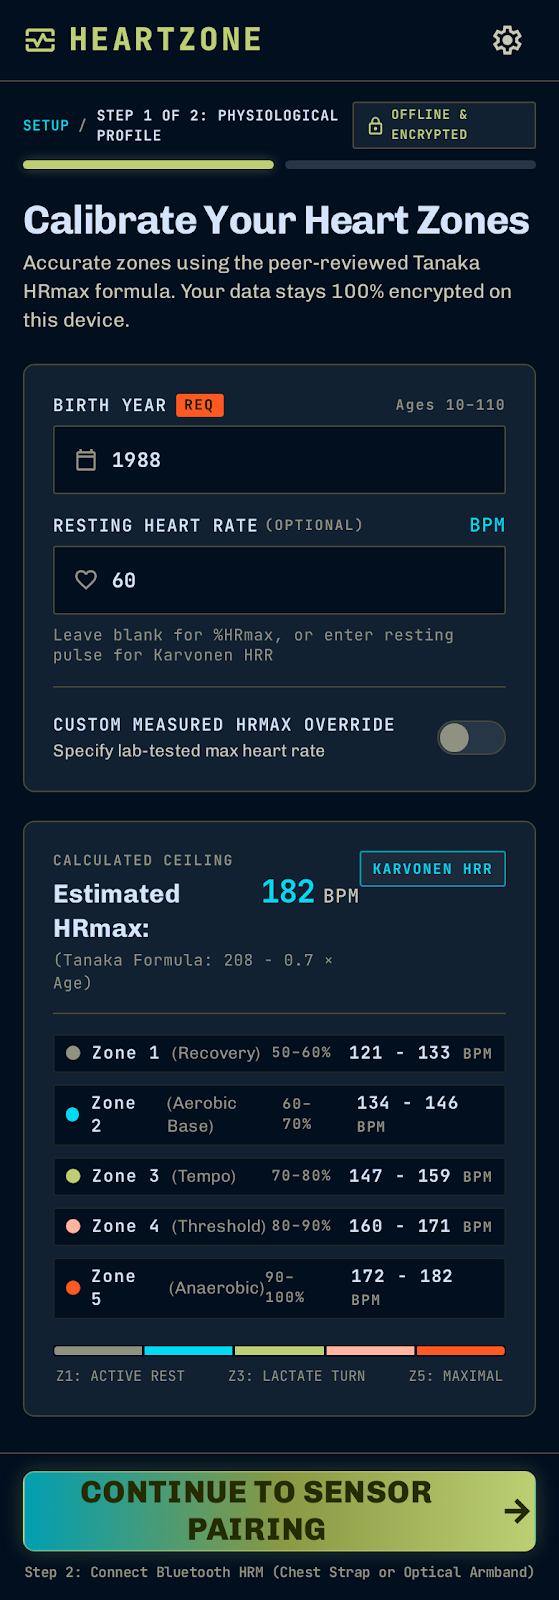 HEARTZONE
SETUP / STEP 1 OF 2: PHYSIOLOGICAL PROFILE
OFFLINE & ENCRYPTED
Calibrate Your Heart Zones
Accurate zones using the peer-reviewed Tanaka
HRmax formula. Your data stays 100% encrypted on
this device.
BIRTH YEAR REQ Ages 10–110
1988
RESTING HEART RATE (OPTIONAL) BPM
60
Leave blank for %HRmax, or enter resting
pulse for Karvonen HRR
CUSTOM MEASURED HRMAX OVERRIDE
Specify lab-tested max heart rate
CALCULATED CEILING
KARVONEN HRR
Estimated HRmax: 182 BPM
(Tanaka Formula: 208 - 0.7 ×
Age)
Zone 1 (Recovery) 50–60% 121 - 133 BPM
Zone 2 (Aerobic Base) 60–70% 134 - 146 BPM
Zone 3 (Tempo) 70–80% 147 - 159 BPM
Zone 4 (Threshold) 80–90% 160 - 171 BPM
Zone 5 (Anaerobic) 90–100% 172 - 182 BPM
Z1: ACTIVE REST Z3: LACTATE TURN Z5: MAXIMAL
CONTINUE TO SENSOR
PAIRING
Step 2: Connect Bluetooth HRM (Chest Strap or Optical Armband)